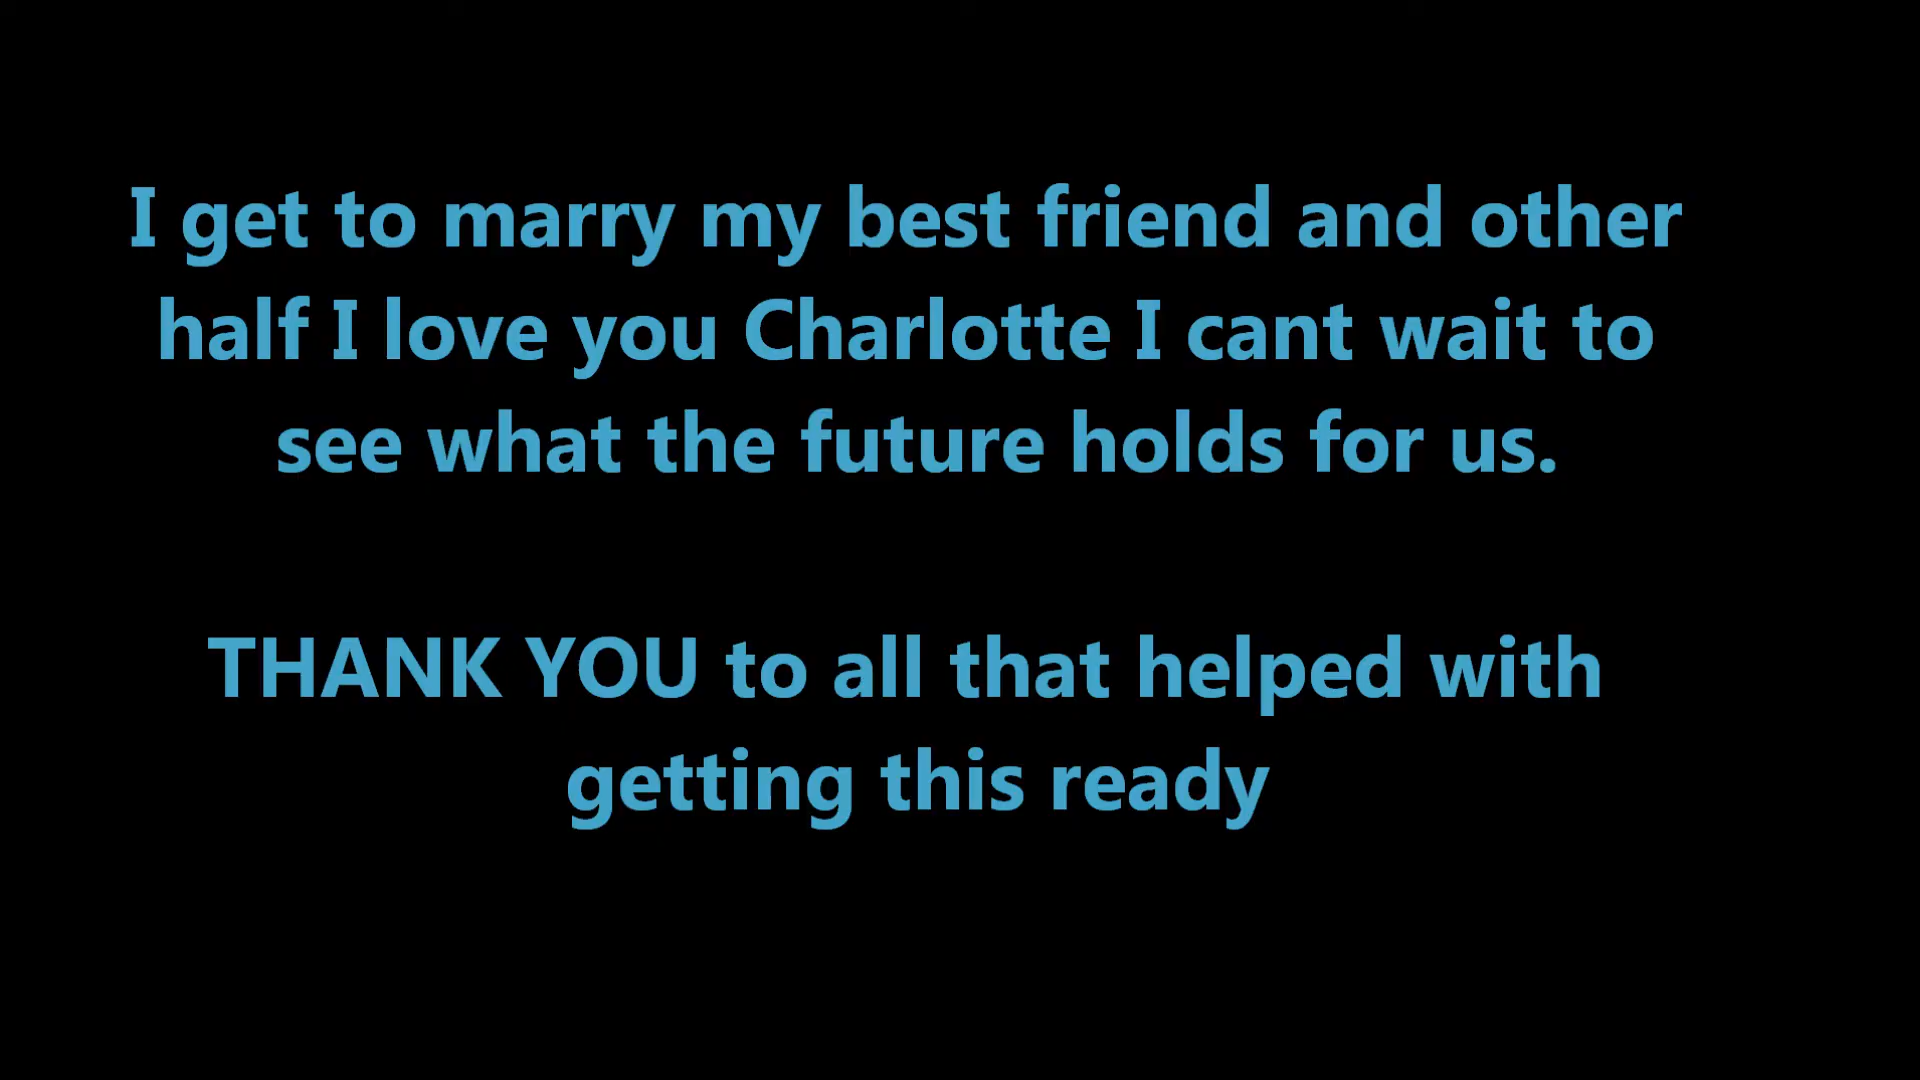 I get to marry my best friend and other
half I love you Charlotte I cant wait to
see what the future holds for us.
THANK YOU to all that helped with
getting this ready